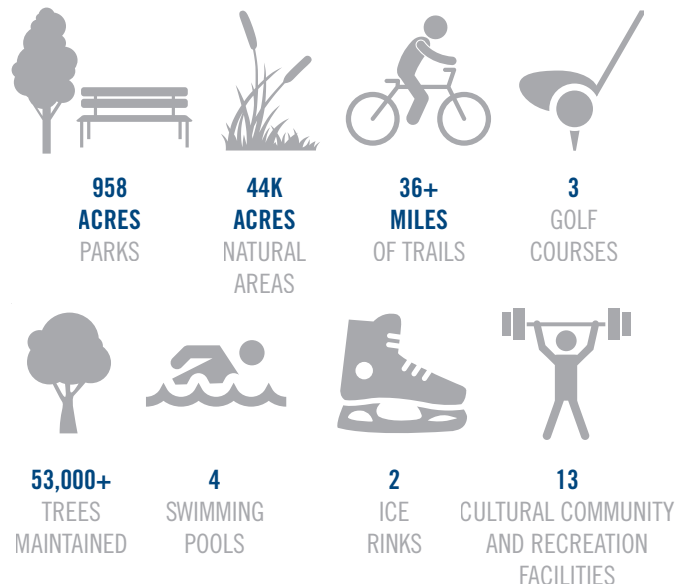 958
ACRES
PARKS
44K
ACRES
NATURAL
AREAS
36+
MILES
OF TRAILS
3
GOLF
COURSES
53,000+
TREES
MAINTAINED
4
SWIMMING
POOLS
2
ICE
RINKS
13
CULTURAL COMMUNITY
AND RECREATION
FACILITIES